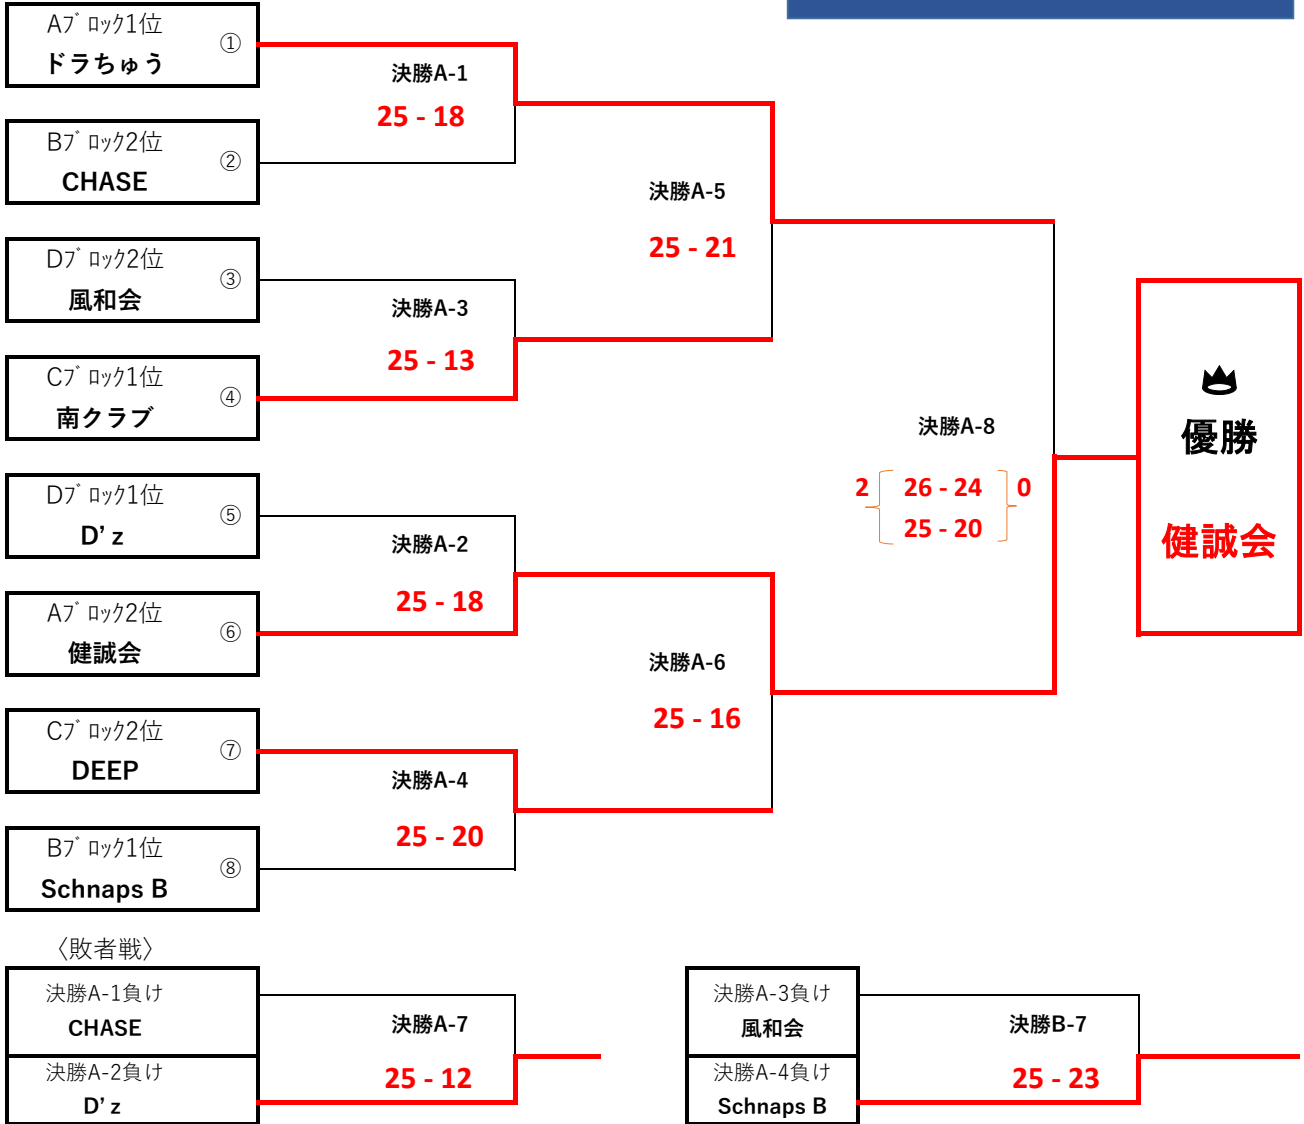 Aﾌﾞﾛｯｸ1位
ドラちゅう
①
決勝A-1
25 - 18
Bﾌﾞﾛｯｸ2位
CHASE
②
決勝A-5
25 - 21
Dﾌﾞﾛｯｸ2位
風和会
③
決勝A-3
25 - 13
Cﾌﾞﾛｯｸ1位
南クラブ
④
決勝A-8
2 26 - 24 0
25 - 20
優勝
健誠会
Dﾌﾞﾛｯｸ1位
D’z
⑤
決勝A-2
25 - 18
Aﾌﾞﾛｯｸ2位
健誠会
⑥
決勝A-6
25 - 16
Cﾌﾞﾛｯｸ2位
DEEP
⑦
決勝A-4
25 - 20
Bﾌﾞﾛｯｸ1位
Schnaps B
⑧
〈敗者戦〉
決勝A-1負け
CHASE
決勝A-7
25 - 12
決勝A-2負け
D’z
決勝A-3負け
風和会
決勝B-7
25 - 23
決勝A-4負け
Schnaps B